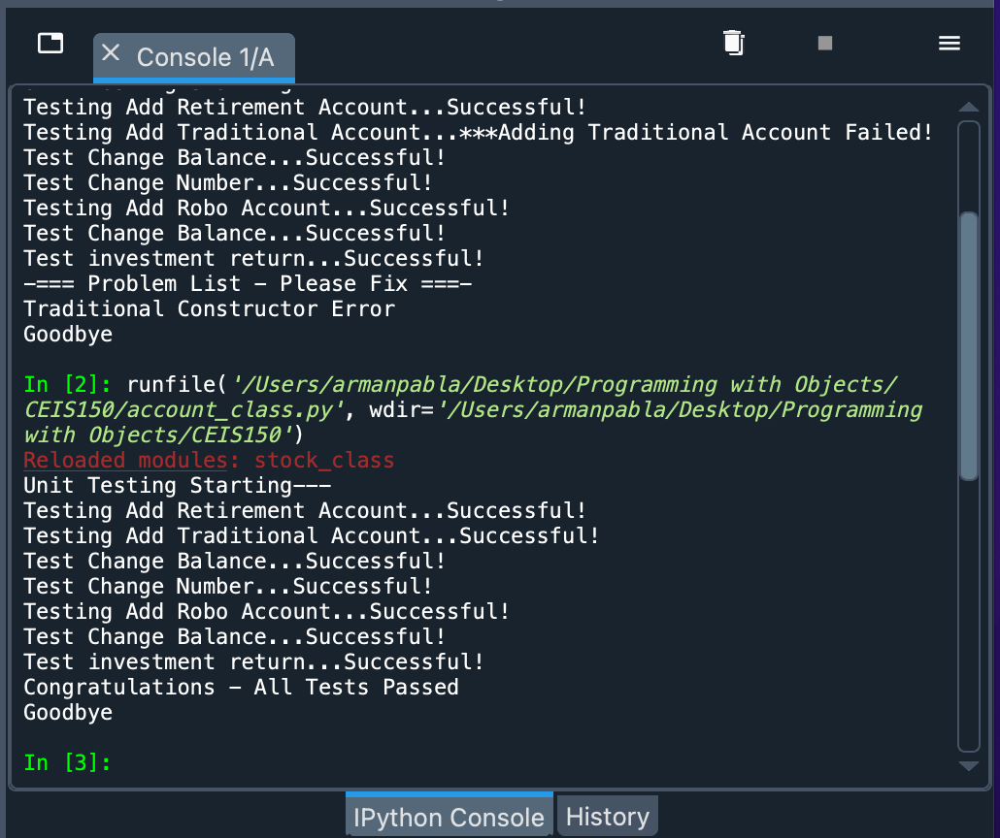 Console 1/A
Testing Add Retirement Account...Successful!
Testing Add Traditional Account...***Adding Traditional Account Failed!
Test Change Balance...Successful!
Test Change Number...Successful!
Testing Add Robo Account...Successful!
Test Change Balance...Successful!
Test investment return...Successful!
-=== Problem List - Please Fix ===-
Traditional Constructor Error
Goodbye
In [2]: runfile('/Users/armanpabla/Desktop/Programming with Objects/
CEIS150/account_class.py', wdir='/Users/armanpabla/Desktop/Programming
with Objects/CEIS150')
Reloaded modules: stock_class
Unit Testing Starting---
Testing Add Retirement Account...Successful!
Testing Add Traditional Account...Successful!
Test Change Balance...Successful!
Test Change Number...Successful!
Testing Add Robo Account...Successful!
Test Change Balance...Successful!
Test investment return...Successful!
Congratulations - All Tests Passed
Goodbye
In [3]:
IPython Console History